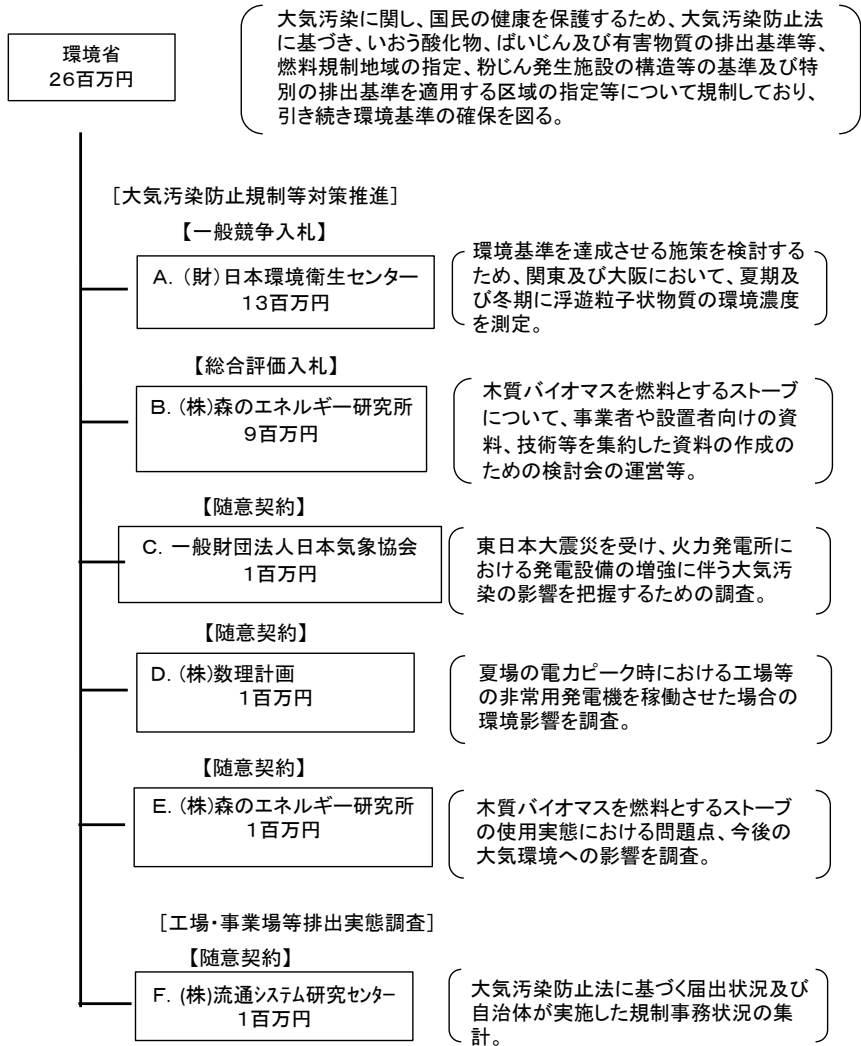 環境省
26百万円
大気汚染に関し、国民の健康を保護するため、大気汚染防止法
に基づき、いおう酸化物、ばいじん及び有害物質の排出基準等、
燃料規制地域の指定、粉じん発生施設の構造等の基準及び特
別の排出基準を適用する区域の指定等について規制しており、
引き続き環境基準の確保を図る。
[大気汚染防止規制等対策推進]
【一般競争入札】
A. (財)日本環境衛生センター
13百万円
環境基準を達成させる施策を検討する
ため、関東及び大阪において、夏期及
び冬期に浮遊粒子状物質の環境濃度
を測定。
【総合評価入札】
B. (株)森のエネルギー研究所
9百万円
木質バイオマスを燃料とするストーブ
について、事業者や設置者向けの資
料、技術等を集約した資料の作成の
ための検討会の運営等。
【随意契約】
C. 一般財団法人日本気象協会
1百万円
東日本大震災を受け、火力発電所に
おける発電設備の増強に伴う大気汚
染の影響を把握するための調査。
【随意契約】
D. (株)数理計画
1百万円
夏場の電力ピーク時における工場等
の非常用発電機を稼働させた場合の
環境影響を調査。
【随意契約】
E. (株)森のエネルギー研究所
1百万円
木質バイオマスを燃料とするストーブ
の使用実態における問題点、今後の
大気環境への影響を調査。
[工場・事業場等排出実態調査]
【随意契約】
F. (株)流通システム研究センター
1百万円
大気汚染防止法に基づく届出状況及び
自治体が実施した規制事務状況の集
計。